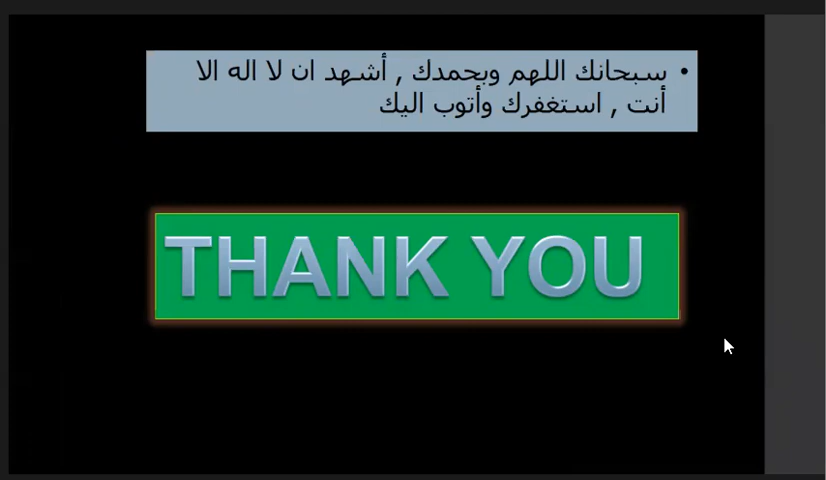 • سبحانك اللهم وبحمدك , أشهد ان لا اله الا
أنت , استغفرك وأتوب اليك
THANK YOU